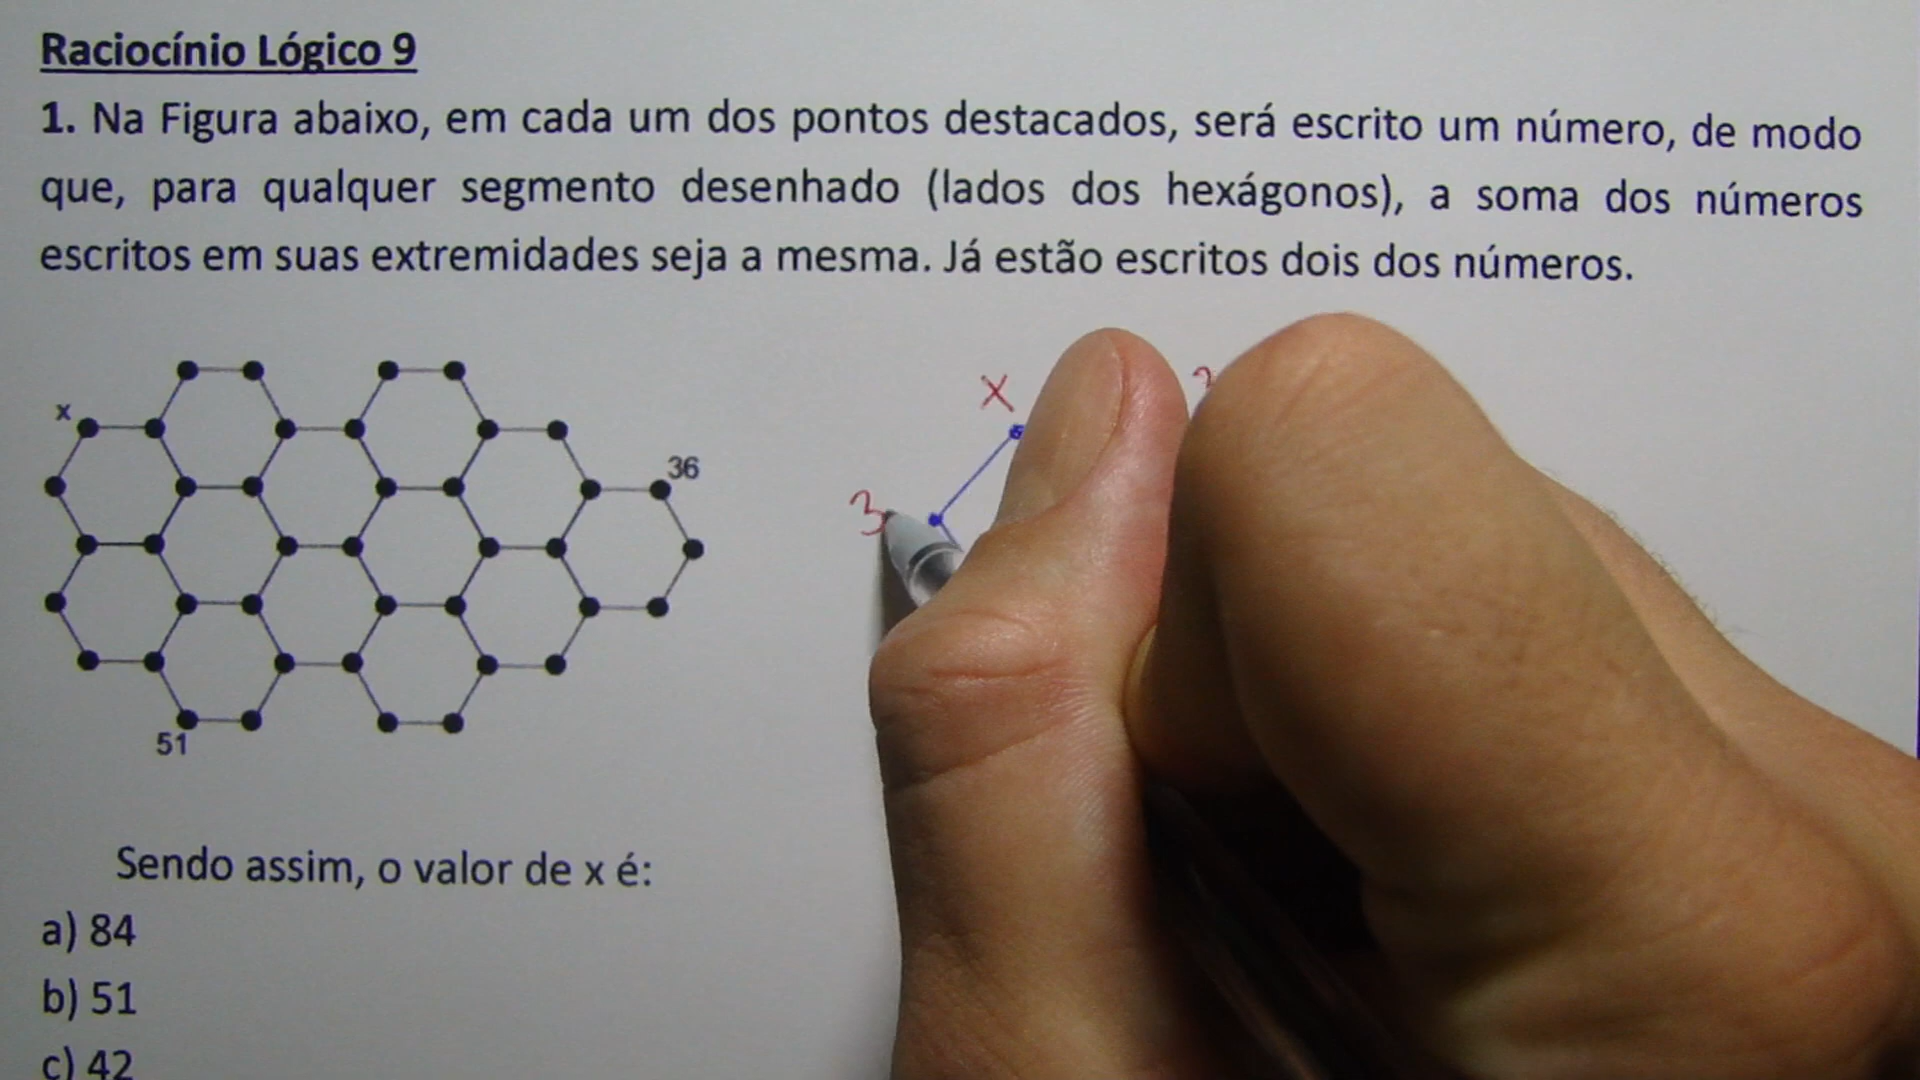 Raciocínio Lógico 9
1. Na Figura abaixo, em cada um dos pontos destacados, será escrito um número, de modo
que, para qualquer segmento desenhado (lados dos hexágonos), a soma dos números
escritos em suas extremidades seja a mesma. Já estão escritos dois dos números.
x
36
51
X
3
Sendo assim, o valor de x é:
a) 84
b) 51
c) 42